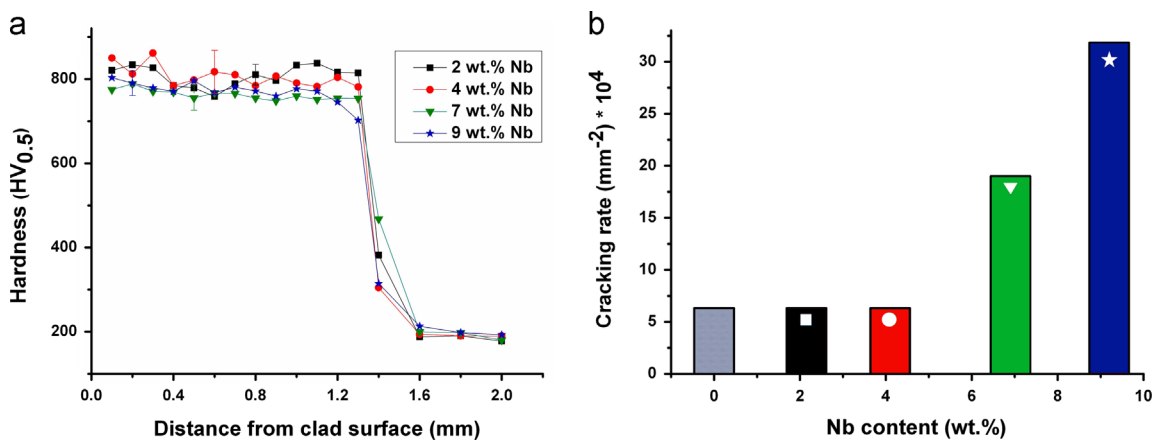 a
800
600
400
200
0.0 0.4 0.8 1.2 1.6 2.0
Hardness (HV0.5)
Distance from clad surface (mm)
2 wt.% Nb
4 wt.% Nb
7 wt.% Nb
9 wt.% Nb
b
30
25
20
15
10
5
0
0 2 4 6 8 10
Cracking rate (mm-2) * 104
Nb content (wt.%)